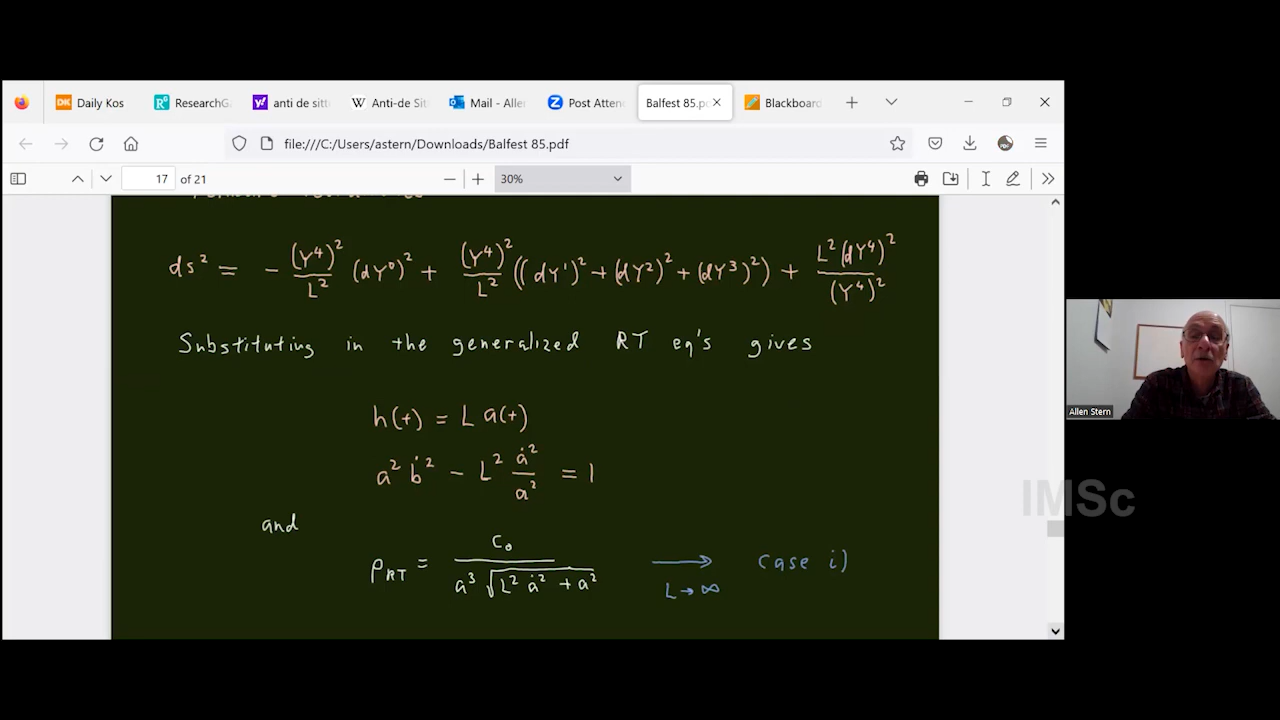 Daily Kos ResearchG anti de sitt Anti-de Sit Mail - Alle Post Atten Balfest 85.p Blackboard
file:///C:/Users/astern/Downloads/Balfest 85.pdf
17 of 21 30%
ds² = - (Y⁴)²/L² (dY⁰)² + (Y⁴)²/L² ((dY¹)² + (dY²)² + (dY³)²) + L²(dY⁴)²/(Y⁴)²
Substituting in the generalized RT eq's gives
h(t) = L a(t)
a² ḃ² - L² ȧ²/a² = 1
and
ρ_RT = c₀/(a³ √(L² ȧ² + a²)) → L→∞ case i)
Allen Stern
IMSc